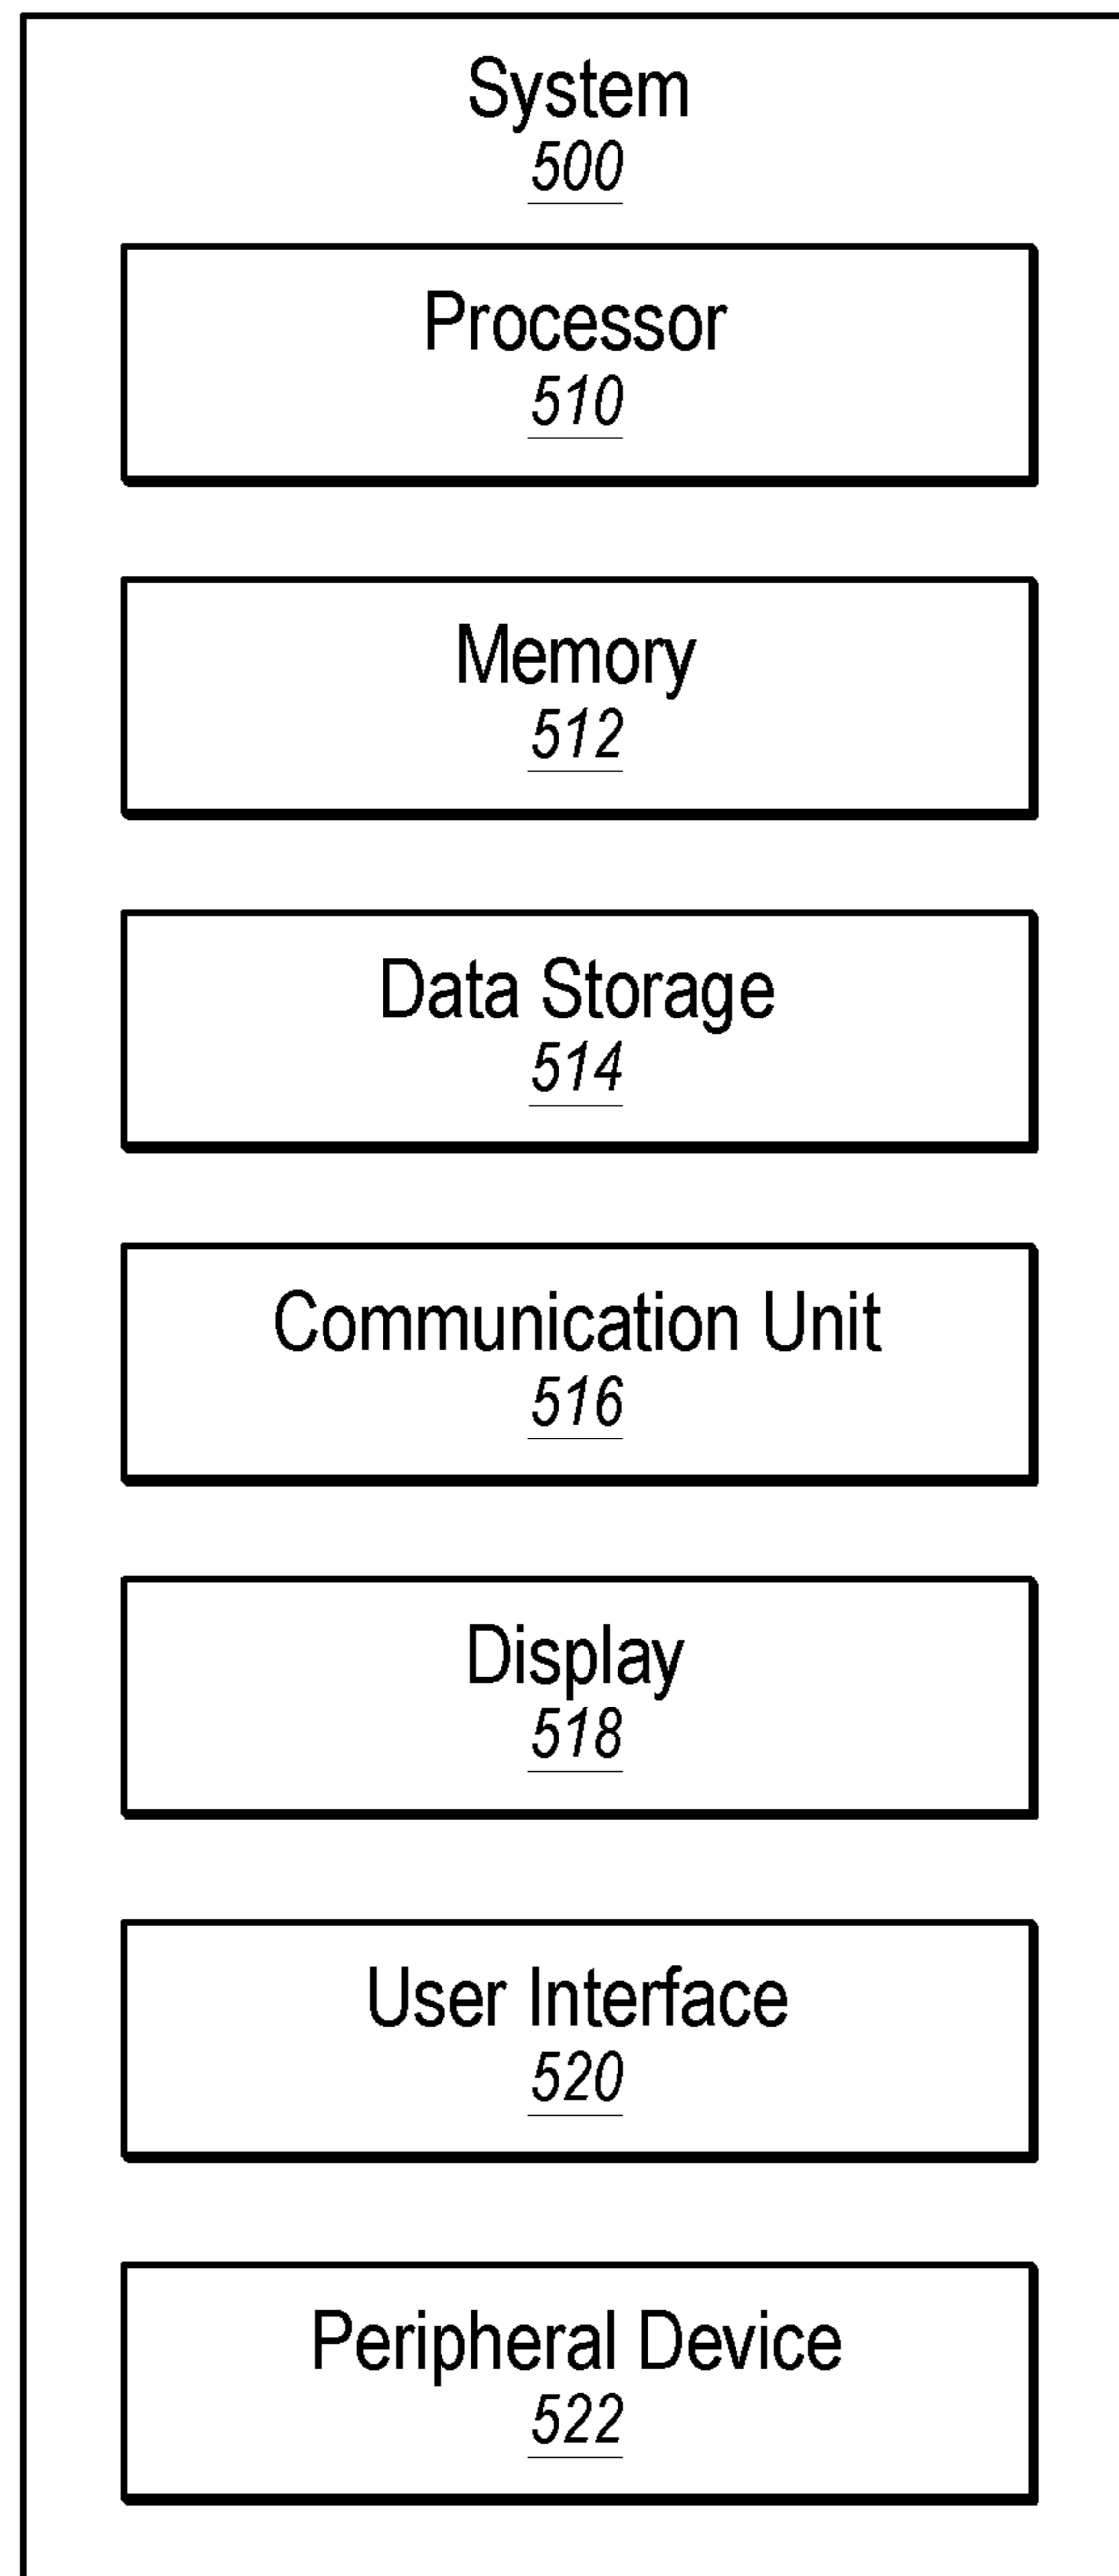 System
500
Processor
510
Memory
512
Data Storage
514
Communication Unit
516
Display
518
User Interface
520
Peripheral Device
522